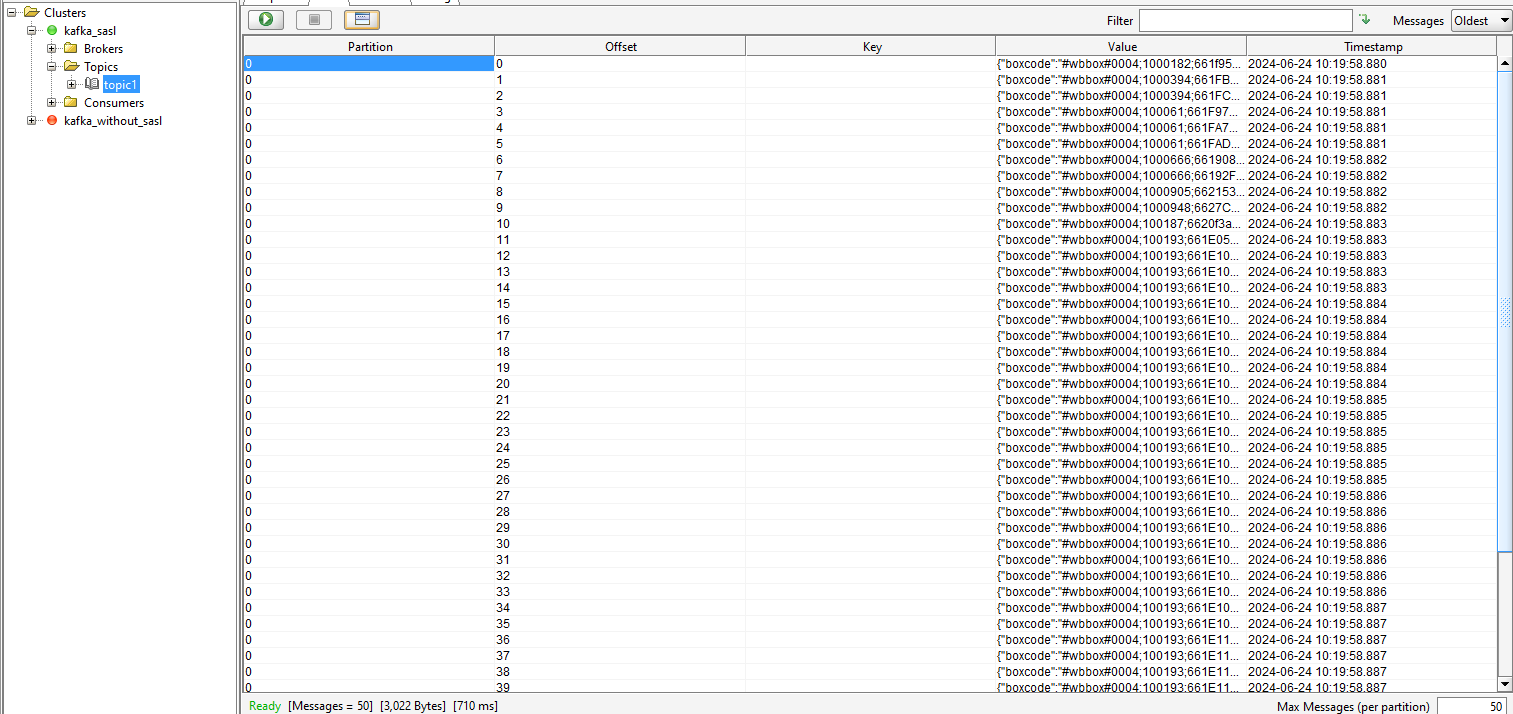 Clusters
kafka_sasl
Brokers
Topics
topic1
Consumers
kafka_without_sasl
Filter Messages Oldest
Partition Offset Key Value Timestamp
0 0 {"boxcode":"#wbbox#0004;1000182;661f95... 2024-06-24 10:19:58.880
0 1 {"boxcode":"#wbbox#0004;1000394;661FB... 2024-06-24 10:19:58.881
0 2 {"boxcode":"#wbbox#0004;1000394;661FC... 2024-06-24 10:19:58.881
0 3 {"boxcode":"#wbbox#0004;100061;661F97... 2024-06-24 10:19:58.881
0 4 {"boxcode":"#wbbox#0004;100061;661FA7... 2024-06-24 10:19:58.881
0 5 {"boxcode":"#wbbox#0004;100061;661FAD... 2024-06-24 10:19:58.881
0 6 {"boxcode":"#wbbox#0004;1000666;661908... 2024-06-24 10:19:58.882
0 7 {"boxcode":"#wbbox#0004;1000666;66192F... 2024-06-24 10:19:58.882
0 8 {"boxcode":"#wbbox#0004;1000905;662153... 2024-06-24 10:19:58.882
0 9 {"boxcode":"#wbbox#0004;1000948;6627C... 2024-06-24 10:19:58.882
0 10 {"boxcode":"#wbbox#0004;100187;6620f3a... 2024-06-24 10:19:58.883
0 11 {"boxcode":"#wbbox#0004;100193;661E05... 2024-06-24 10:19:58.883
0 12 {"boxcode":"#wbbox#0004;100193;661E10... 2024-06-24 10:19:58.883
0 13 {"boxcode":"#wbbox#0004;100193;661E10... 2024-06-24 10:19:58.883
0 14 {"boxcode":"#wbbox#0004;100193;661E10... 2024-06-24 10:19:58.883
0 15 {"boxcode":"#wbbox#0004;100193;661E10... 2024-06-24 10:19:58.884
0 16 {"boxcode":"#wbbox#0004;100193;661E10... 2024-06-24 10:19:58.884
0 17 {"boxcode":"#wbbox#0004;100193;661E10... 2024-06-24 10:19:58.884
0 18 {"boxcode":"#wbbox#0004;100193;661E10... 2024-06-24 10:19:58.884
0 19 {"boxcode":"#wbbox#0004;100193;661E10... 2024-06-24 10:19:58.884
0 20 {"boxcode":"#wbbox#0004;100193;661E10... 2024-06-24 10:19:58.884
0 21 {"boxcode":"#wbbox#0004;100193;661E10... 2024-06-24 10:19:58.885
0 22 {"boxcode":"#wbbox#0004;100193;661E10... 2024-06-24 10:19:58.885
0 23 {"boxcode":"#wbbox#0004;100193;661E10... 2024-06-24 10:19:58.885
0 24 {"boxcode":"#wbbox#0004;100193;661E10... 2024-06-24 10:19:58.885
0 25 {"boxcode":"#wbbox#0004;100193;661E10... 2024-06-24 10:19:58.885
0 26 {"boxcode":"#wbbox#0004;100193;661E10... 2024-06-24 10:19:58.885
0 27 {"boxcode":"#wbbox#0004;100193;661E10... 2024-06-24 10:19:58.886
0 28 {"boxcode":"#wbbox#0004;100193;661E10... 2024-06-24 10:19:58.886
0 29 {"boxcode":"#wbbox#0004;100193;661E10... 2024-06-24 10:19:58.886
0 30 {"boxcode":"#wbbox#0004;100193;661E10... 2024-06-24 10:19:58.886
0 31 {"boxcode":"#wbbox#0004;100193;661E10... 2024-06-24 10:19:58.886
0 32 {"boxcode":"#wbbox#0004;100193;661E10... 2024-06-24 10:19:58.886
0 33 {"boxcode":"#wbbox#0004;100193;661E10... 2024-06-24 10:19:58.886
0 34 {"boxcode":"#wbbox#0004;100193;661E10... 2024-06-24 10:19:58.887
0 35 {"boxcode":"#wbbox#0004;100193;661E10... 2024-06-24 10:19:58.887
0 36 {"boxcode":"#wbbox#0004;100193;661E11... 2024-06-24 10:19:58.887
0 37 {"boxcode":"#wbbox#0004;100193;661E11... 2024-06-24 10:19:58.887
0 38 {"boxcode":"#wbbox#0004;100193;661E11... 2024-06-24 10:19:58.887
0 39 {"boxcode":"#wbbox#0004;100193;661E11... 2024-06-24 10:19:58.887
Ready [Messages = 50] [3,022 Bytes] [710 ms] Max Messages (per partition) 50